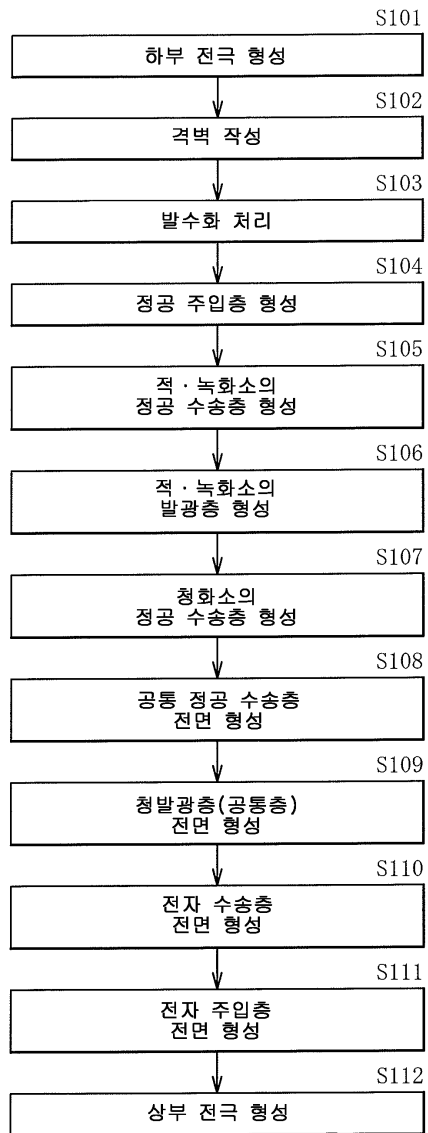 S101
하부 전극 형성
S102
격벽 작성
S103
발수화 처리
S104
정공 주입층 형성
S105
적·녹화소의
정공 수송층 형성
S106
적·녹화소의
발광층 형성
S107
청화소의
정공 수송층 형성
S108
공통 정공 수송층
전면 형성
S109
청발광층(공통층)
전면 형성
S110
전자 수송층
전면 형성
S111
전자 주입층
전면 형성
S112
상부 전극 형성